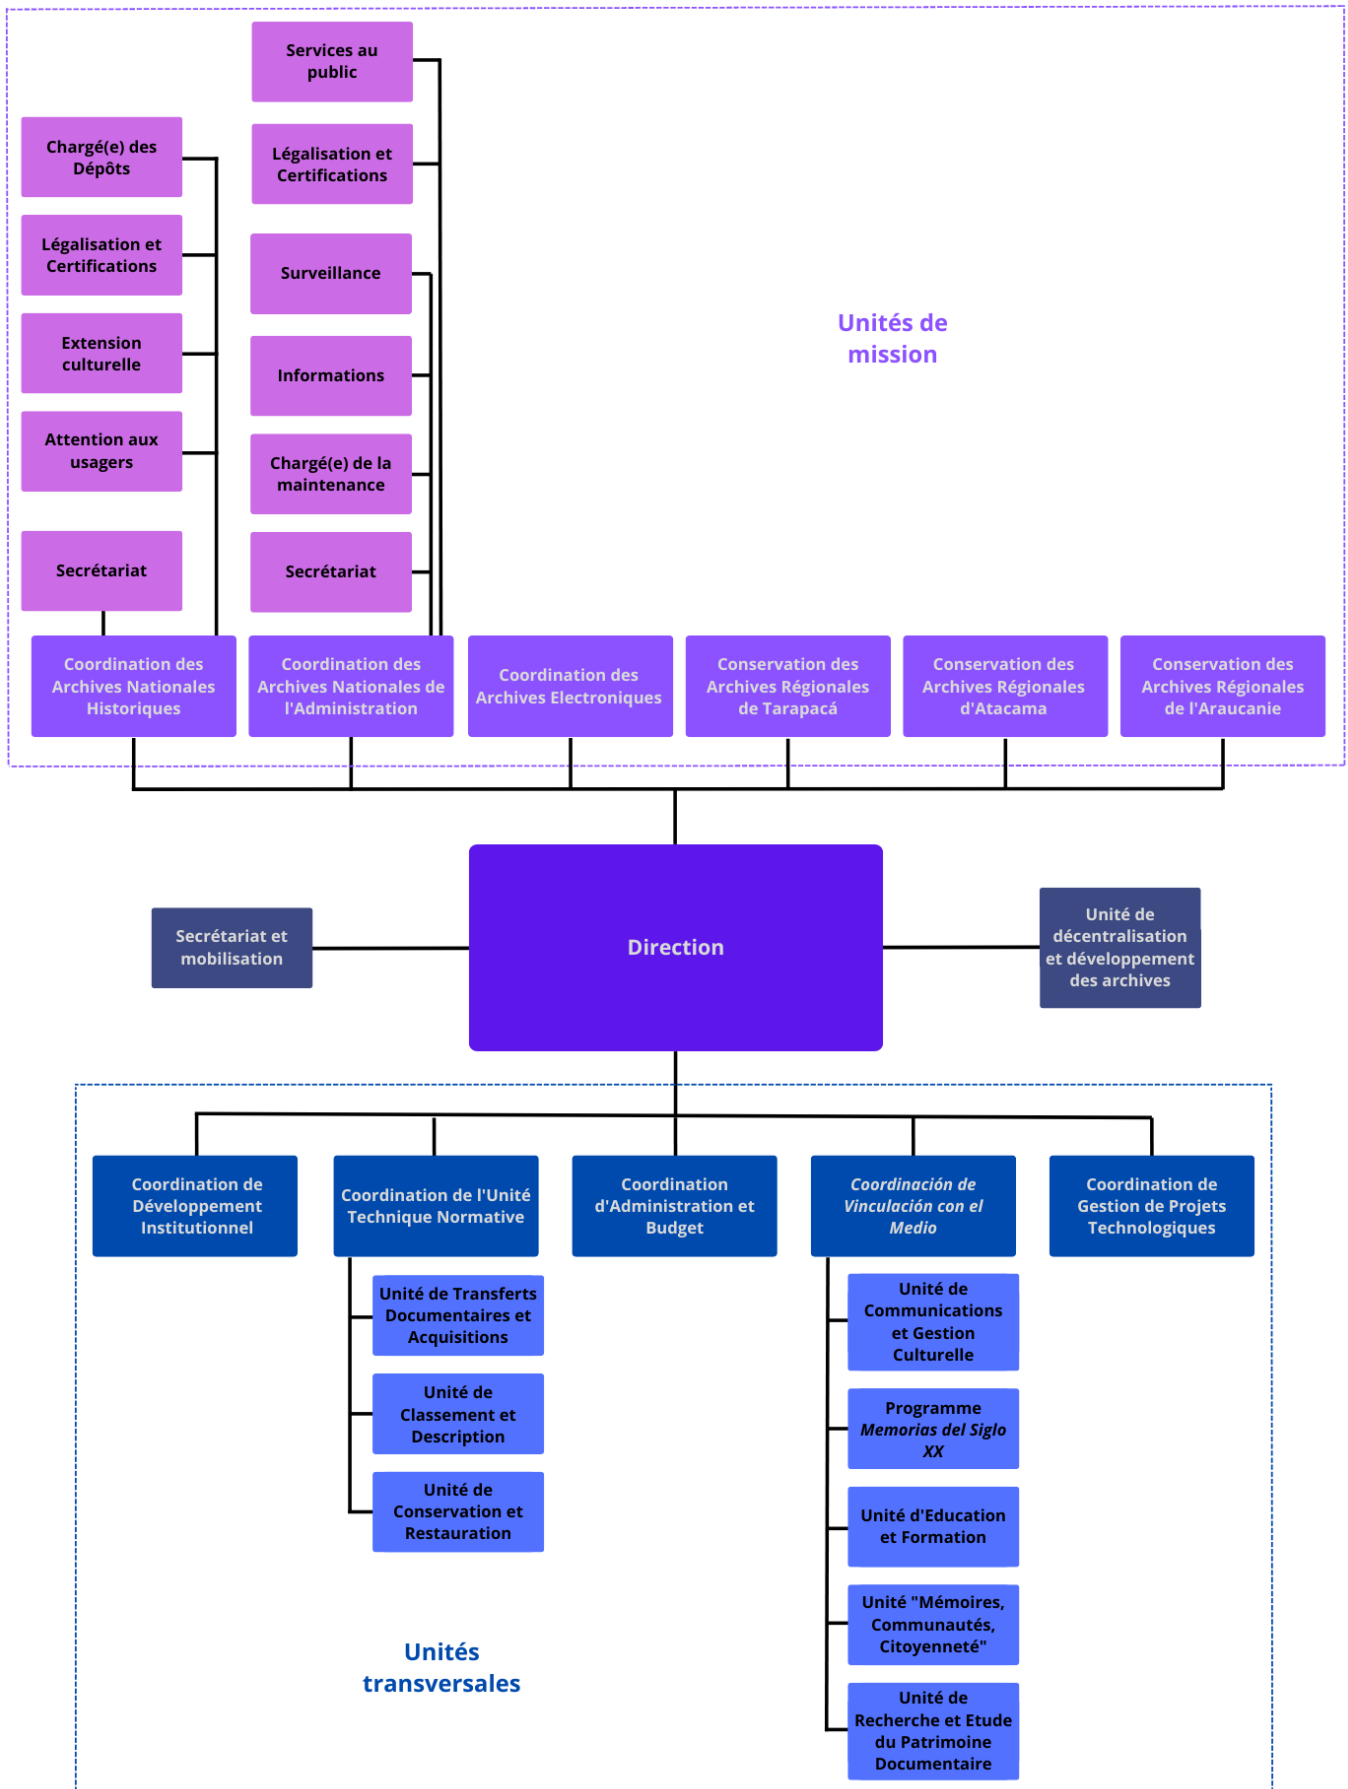 Services au
public
Légalisation et
Certifications
Chargé(e) des
Dépôts
Légalisation et
Certifications
Extension
culturelle
Attention aux
usagers
Secrétariat
Surveillance
Informations
Chargé(e) de la
maintenance
Secrétariat
Unités de
mission
Coordination des
Archives Nationales
Historiques
Coordination des
Archives Nationales de
l'Administration
Coordination des
Archives Electroniques
Conservation des
Archives Régionales
de Tarapacá
Conservation des
Archives Régionales
d'Atacama
Conservation des
Archives Régionales
de l'Araucanie
Secrétariat et
mobilisation
Direction
Unité de
décentralisation
et développement
des archives
Coordination de
Développement
Institutionnel
Coordination de l'Unité
Technique Normative
Coordination
d'Administration et
Budget
Coordinación de
Vinculación con el
Medio
Coordination de
Gestion de Projets
Technologiques
Unité de Transferts
Documentaires et
Acquisitions
Unité de
Classement et
Description
Unité de
Conservation et
Restauration
Unité de
Communications
et Gestion
Culturelle
Programme
Memorias del Siglo
XX
Unité d'Education
et Formation
Unité "Mémoires,
Communautés,
Citoyenneté"
Unité de
Recherche et Etude
du Patrimoine
Documentaire
Unités
transversales